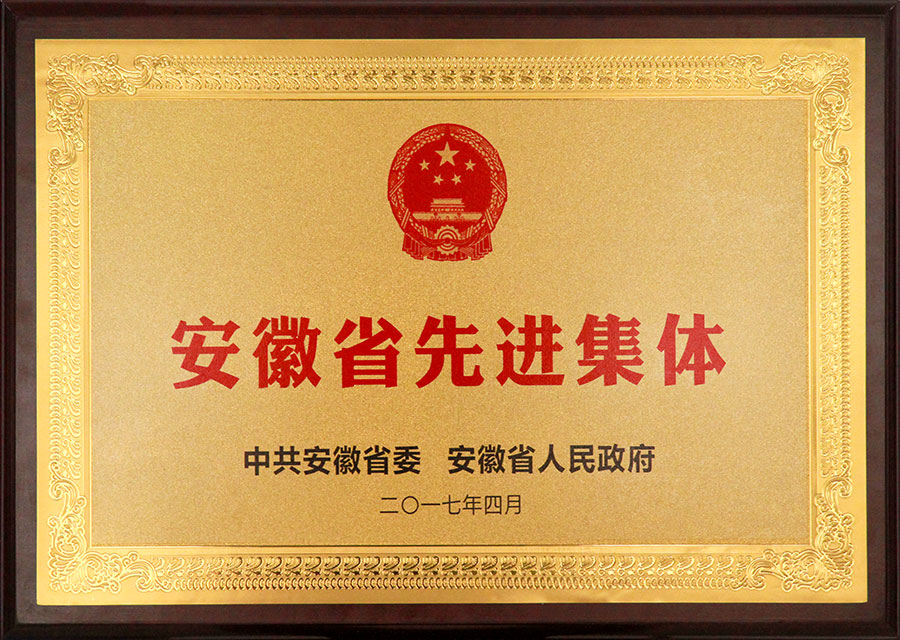 安徽省先进集体
中共安徽省委 安徽省人民政府
二〇一七年四月